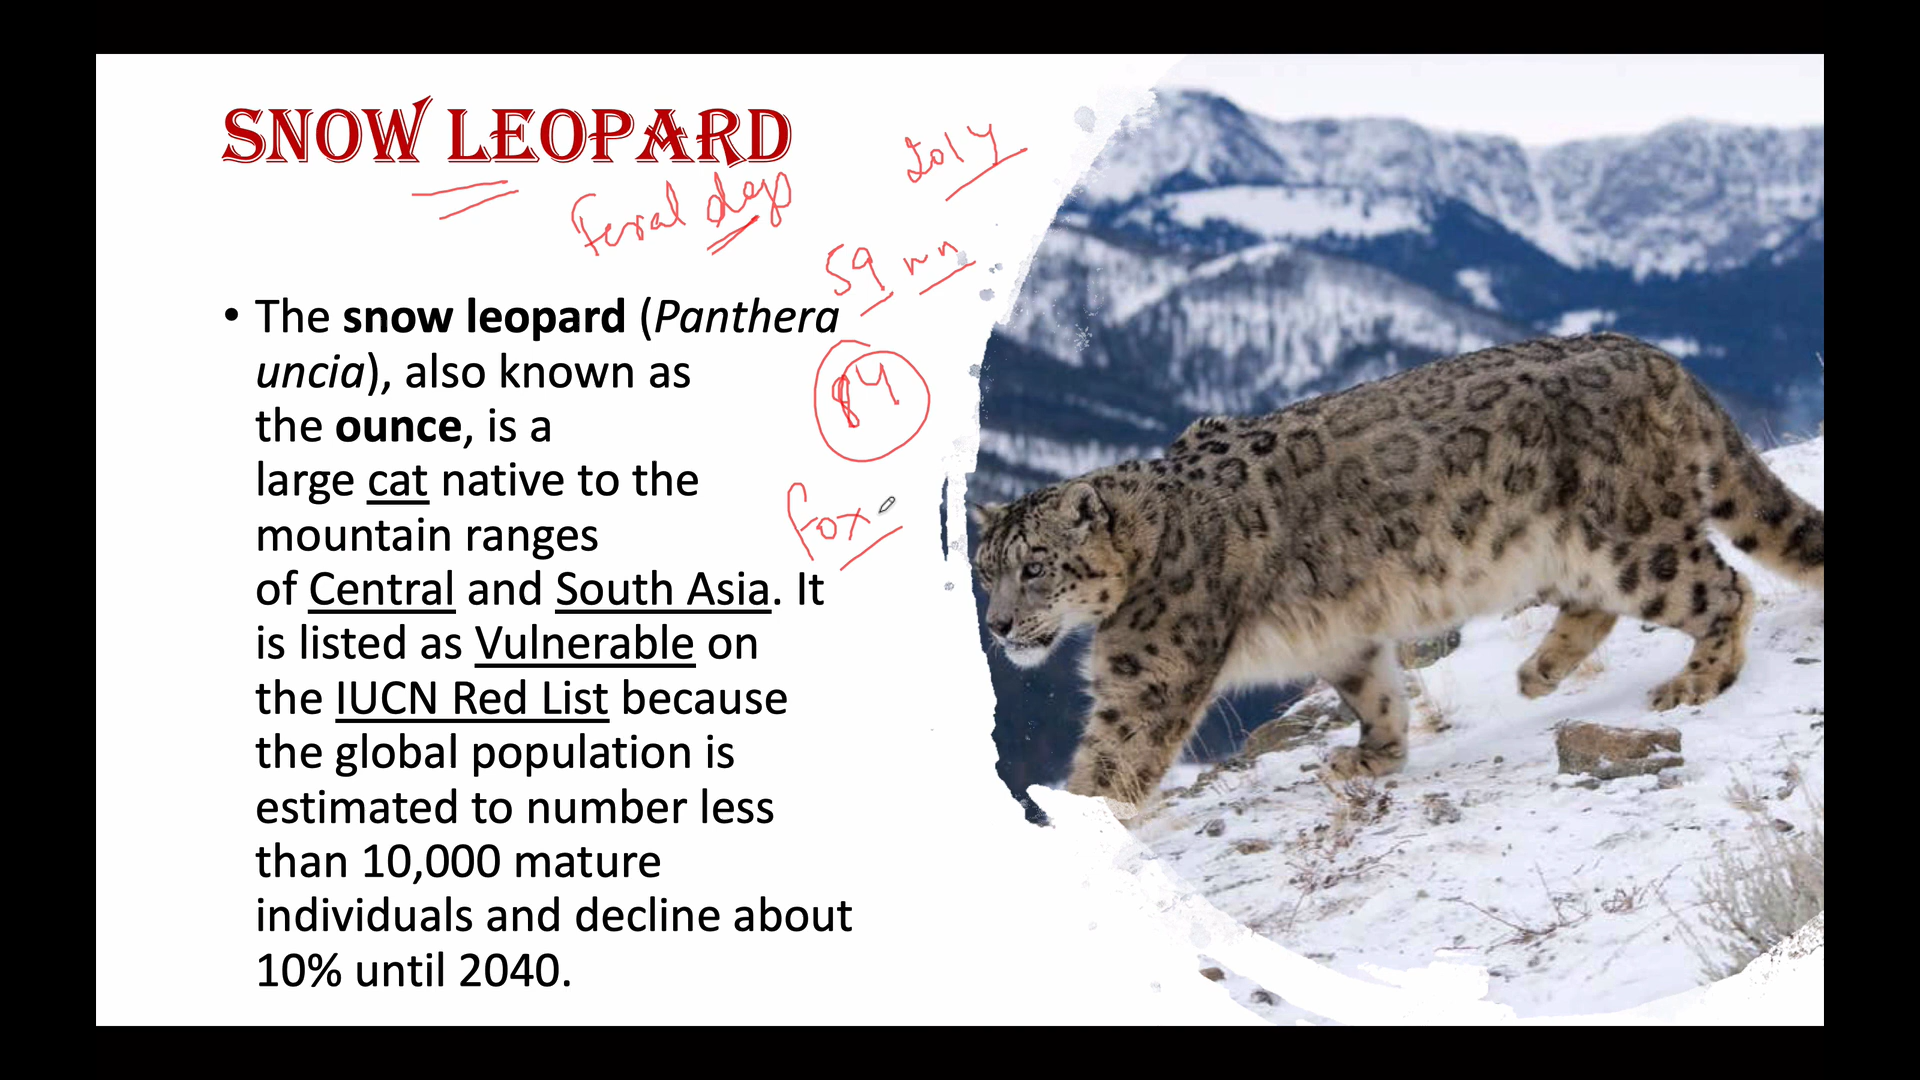 SNOW LEOPARD
Feral dogs
2014
59
84
Fox
• The snow leopard (Panthera
uncia), also known as
the ounce, is a
large cat native to the
mountain ranges
of Central and South Asia. It
is listed as Vulnerable on
the IUCN Red List because
the global population is
estimated to number less
than 10,000 mature
individuals and decline about
10% until 2040.